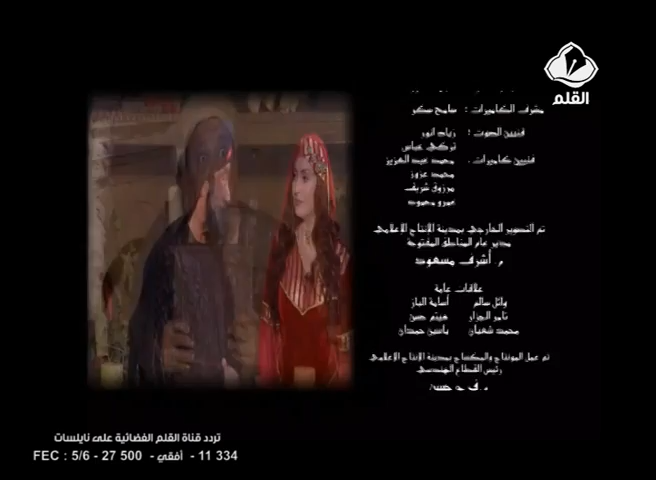 القلم
مشرف الكاميرات : سامح سكر
فنيين الصوت : زياد انور
تركي عباس
فنيين كاميرات : محمد عبد العزيز
محمد عزوز
مرزوق شريف
عمرو محمود
تم التصوير الخارجي بمدينة الإنتاج الإعلامي
مدير عام المناطق المفتوحة
م. أشرف مسعود
علاقات عامة
وائل سالم أسامة الباز
تامر الجزار هيثم حسن
محمد شعبان ياسين حمدان
تم عمل المونتاج والمكساج بمدينة الإنتاج الإعلامي
رئيس القطاع الهندسي
تردد قناة القلم الفضائية على نايلسات
11 334 - أفقي - FEC : 5/6 - 27 500